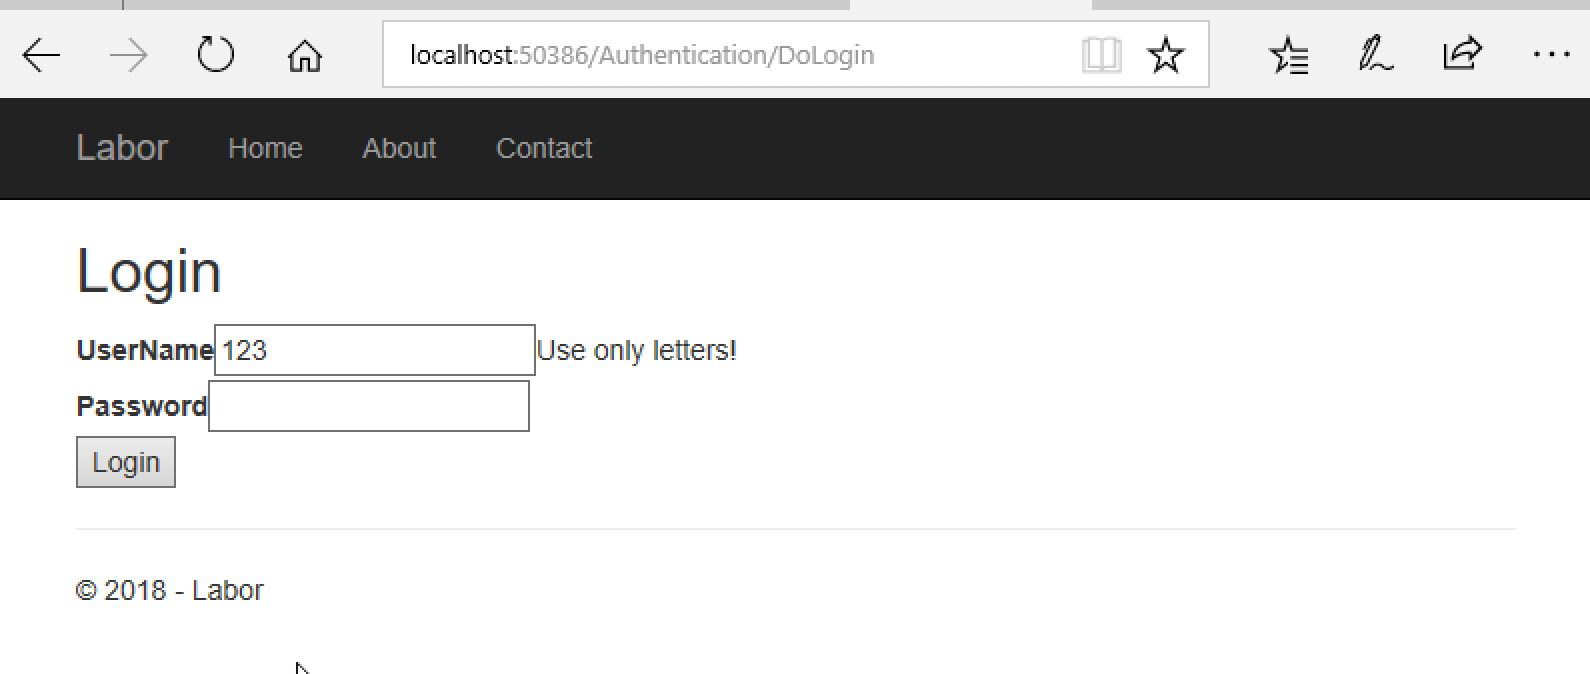 localhost:50386/Authentication/DoLogin
Labor Home About Contact
Login
UserName 123 Use only letters!
Password
Login
© 2018 - Labor